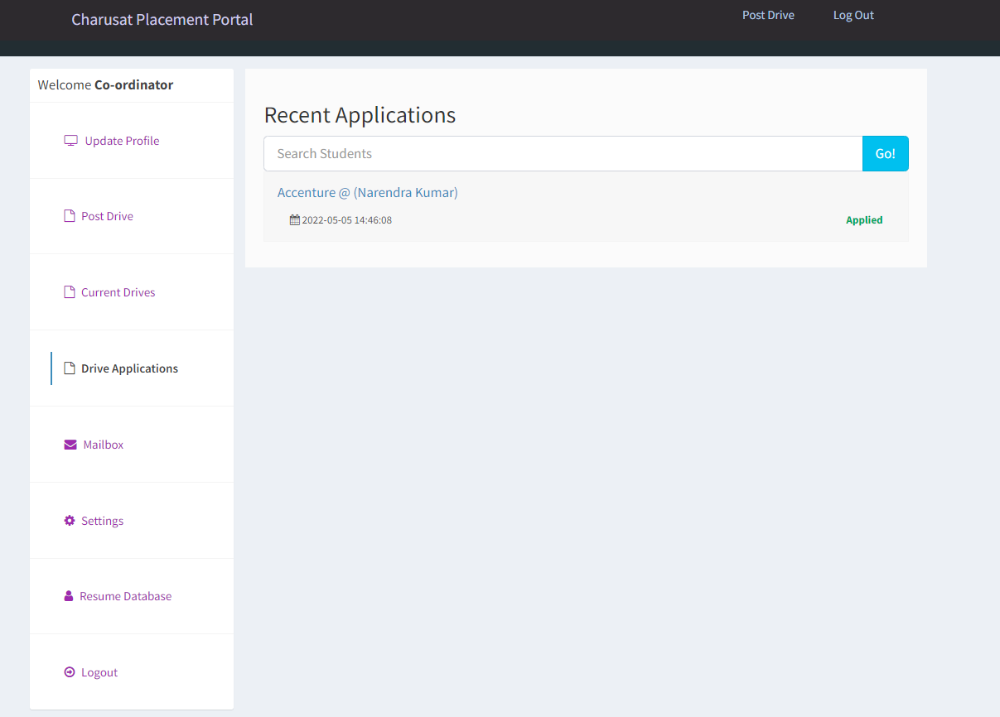 Charusat Placement Portal
Post Drive
Log Out
Welcome Co-ordinator
Update Profile
Post Drive
Current Drives
Drive Applications
Mailbox
Settings
Resume Database
Logout
Recent Applications
Search Students
Go!
Accenture @ (Narendra Kumar)
2022-05-05 14:46:08
Applied